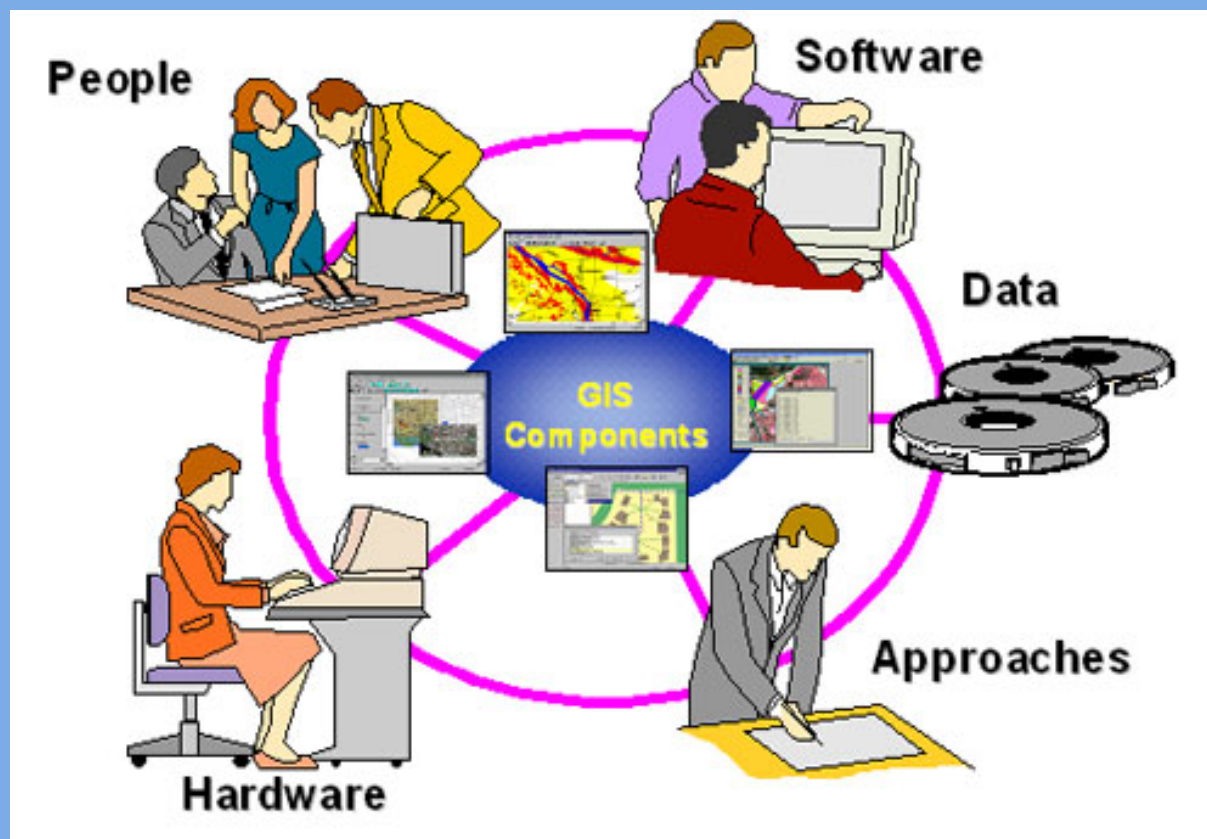 People
Software
Data
GIS
Components
Approaches
Hardware